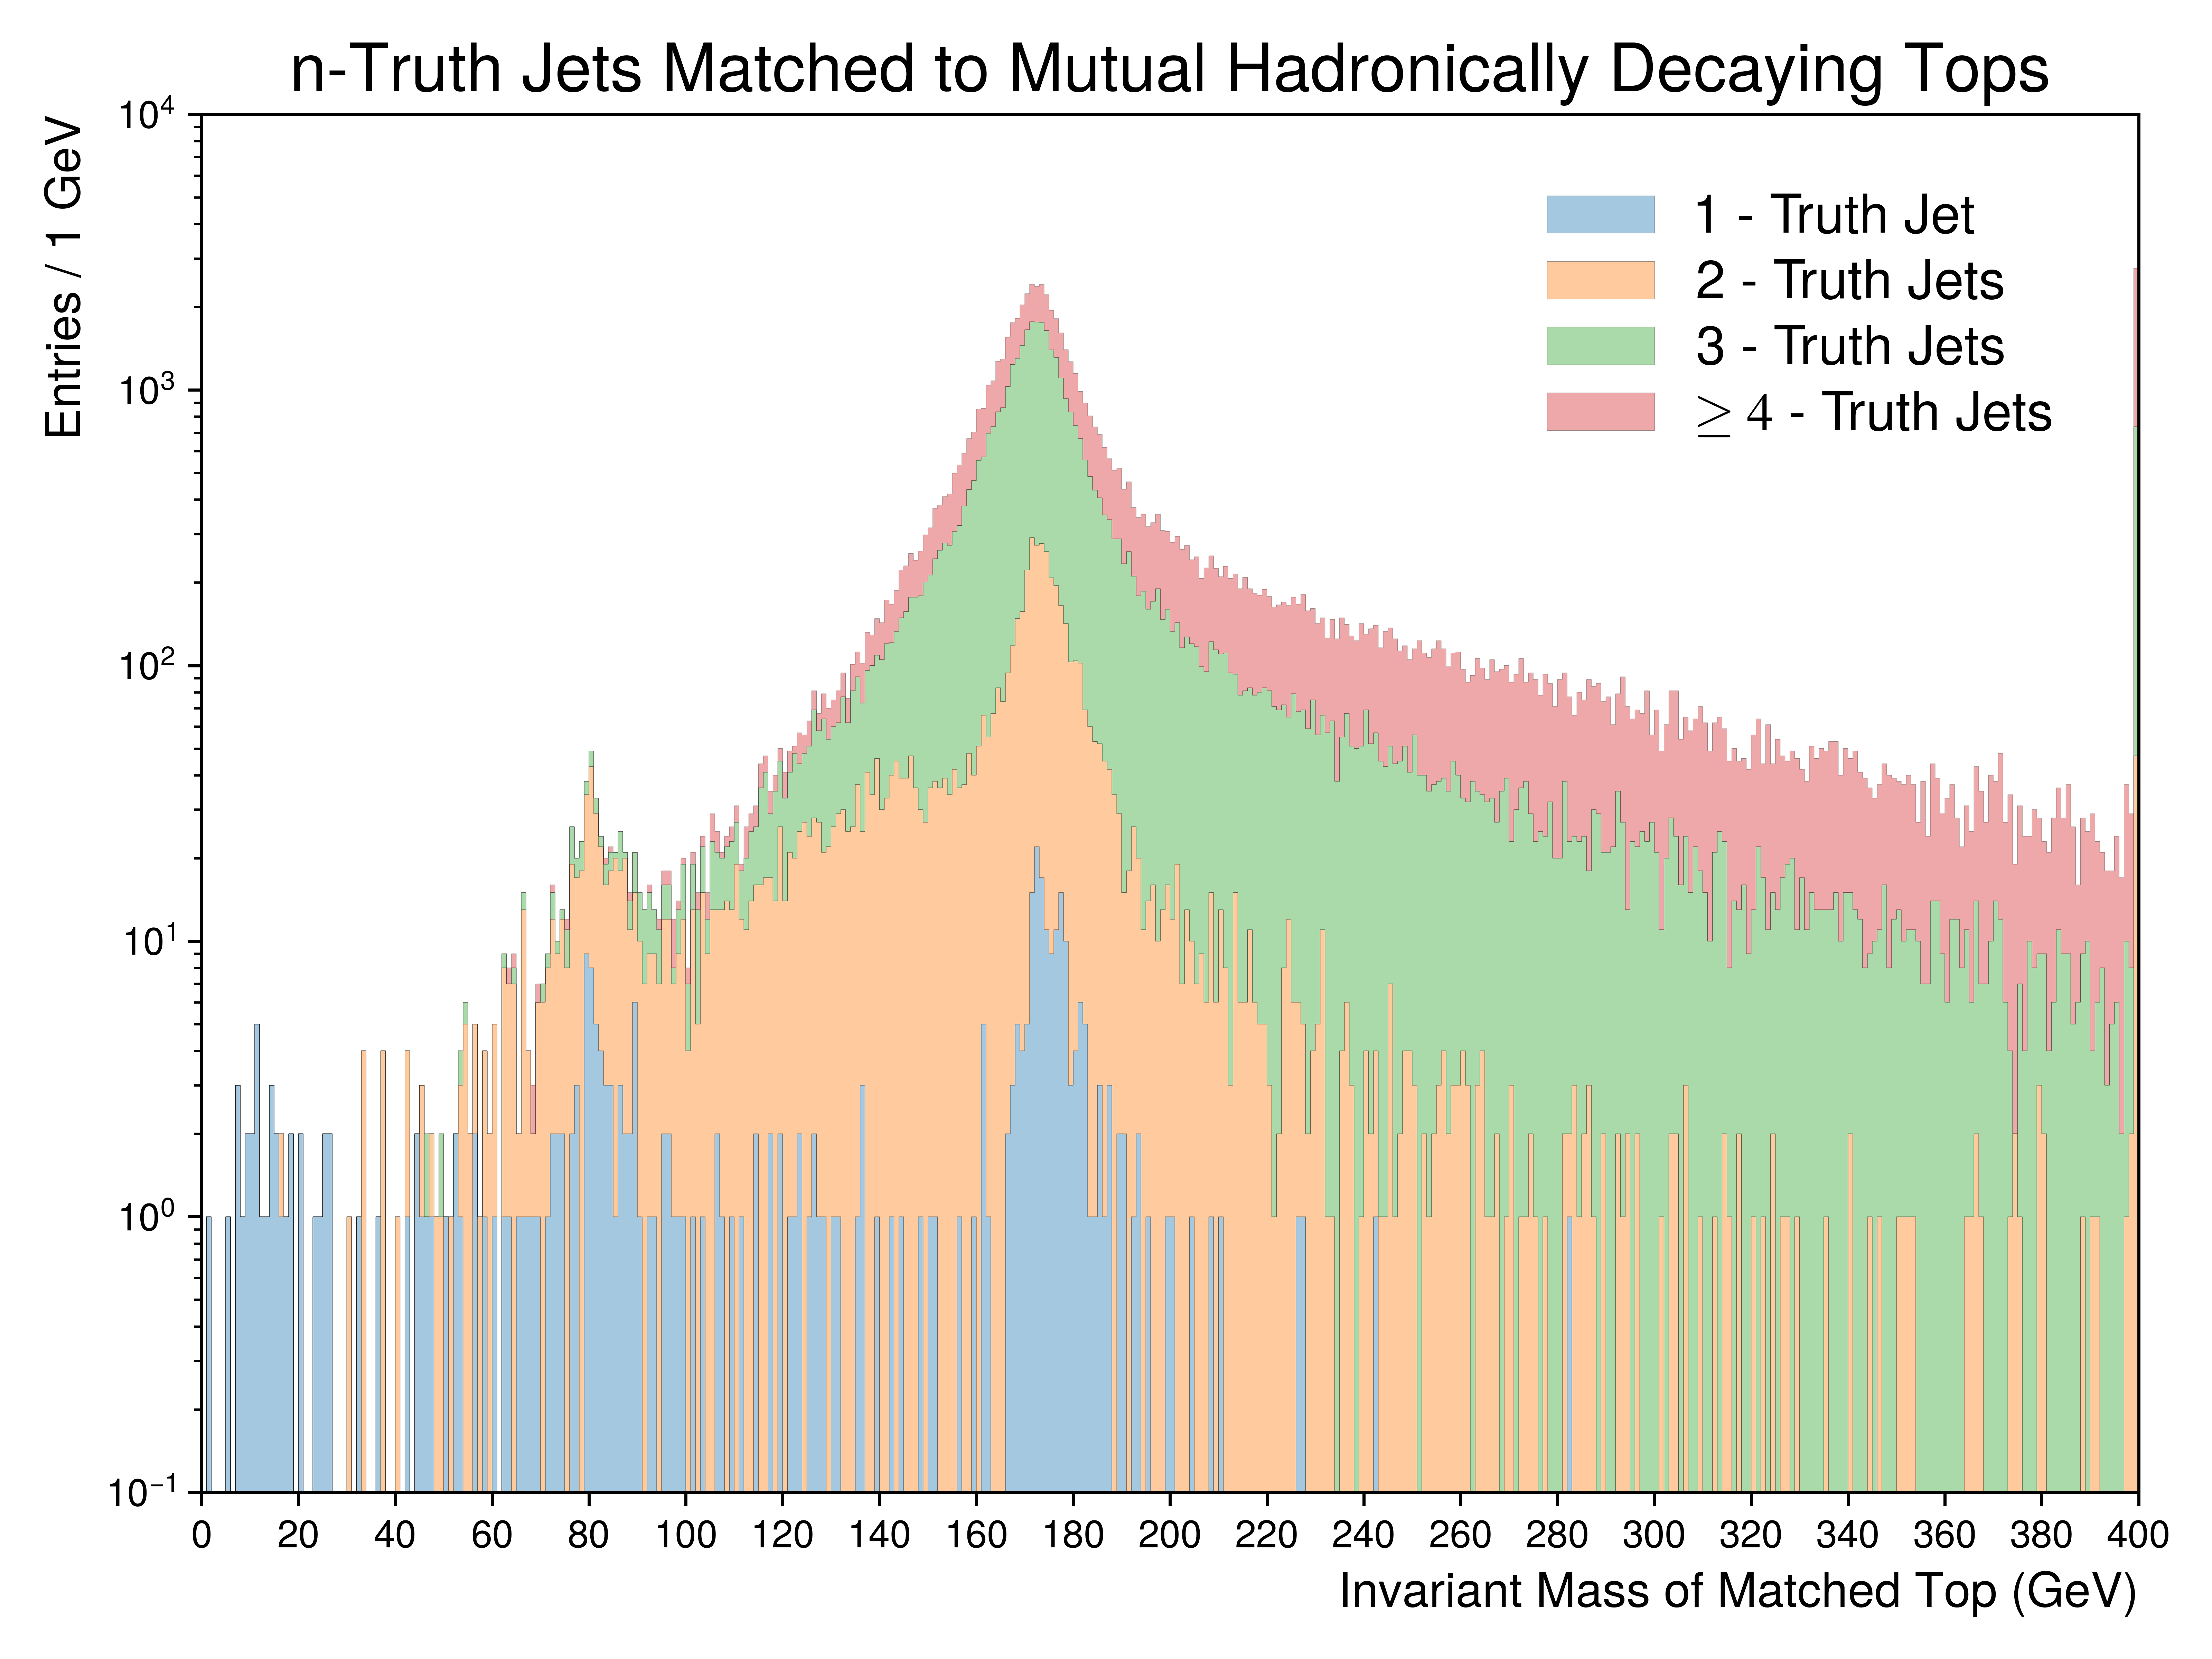 n-Truth Jets Matched to Mutual Hadronically Decaying Tops
Entries / 1 GeV
10⁴
10³
10²
10¹
10⁰
10⁻¹
1 - Truth Jet
2 - Truth Jets
3 - Truth Jets
≥ 4 - Truth Jets
0 20 40 60 80 100 120 140 160 180 200 220 240 260 280 300 320 340 360 380 400
Invariant Mass of Matched Top (GeV)